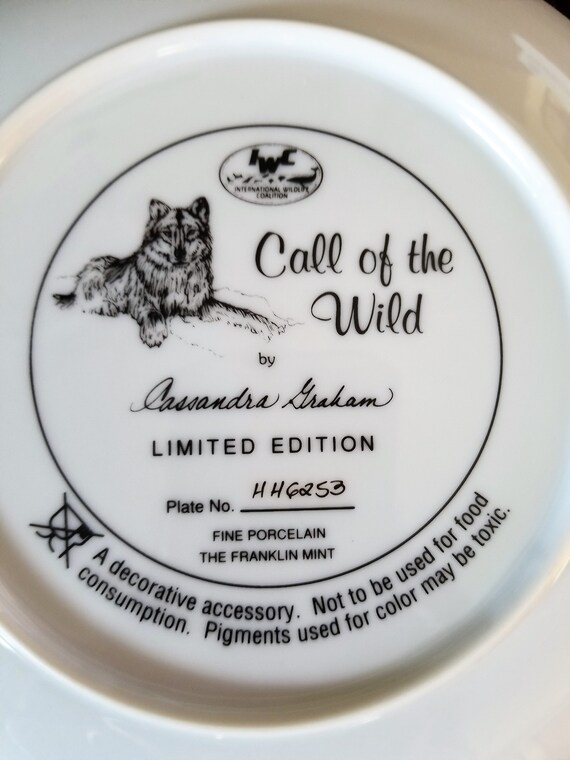 IWC
INTERNATIONAL WILDLIFE
COALITION
Call of the
Wild
by
Cassandra Graham
LIMITED EDITION
Plate No. HH6253
FINE PORCELAIN
THE FRANKLIN MINT
A decorative accessory. Not to be used for food
consumption. Pigments used for color may be toxic.